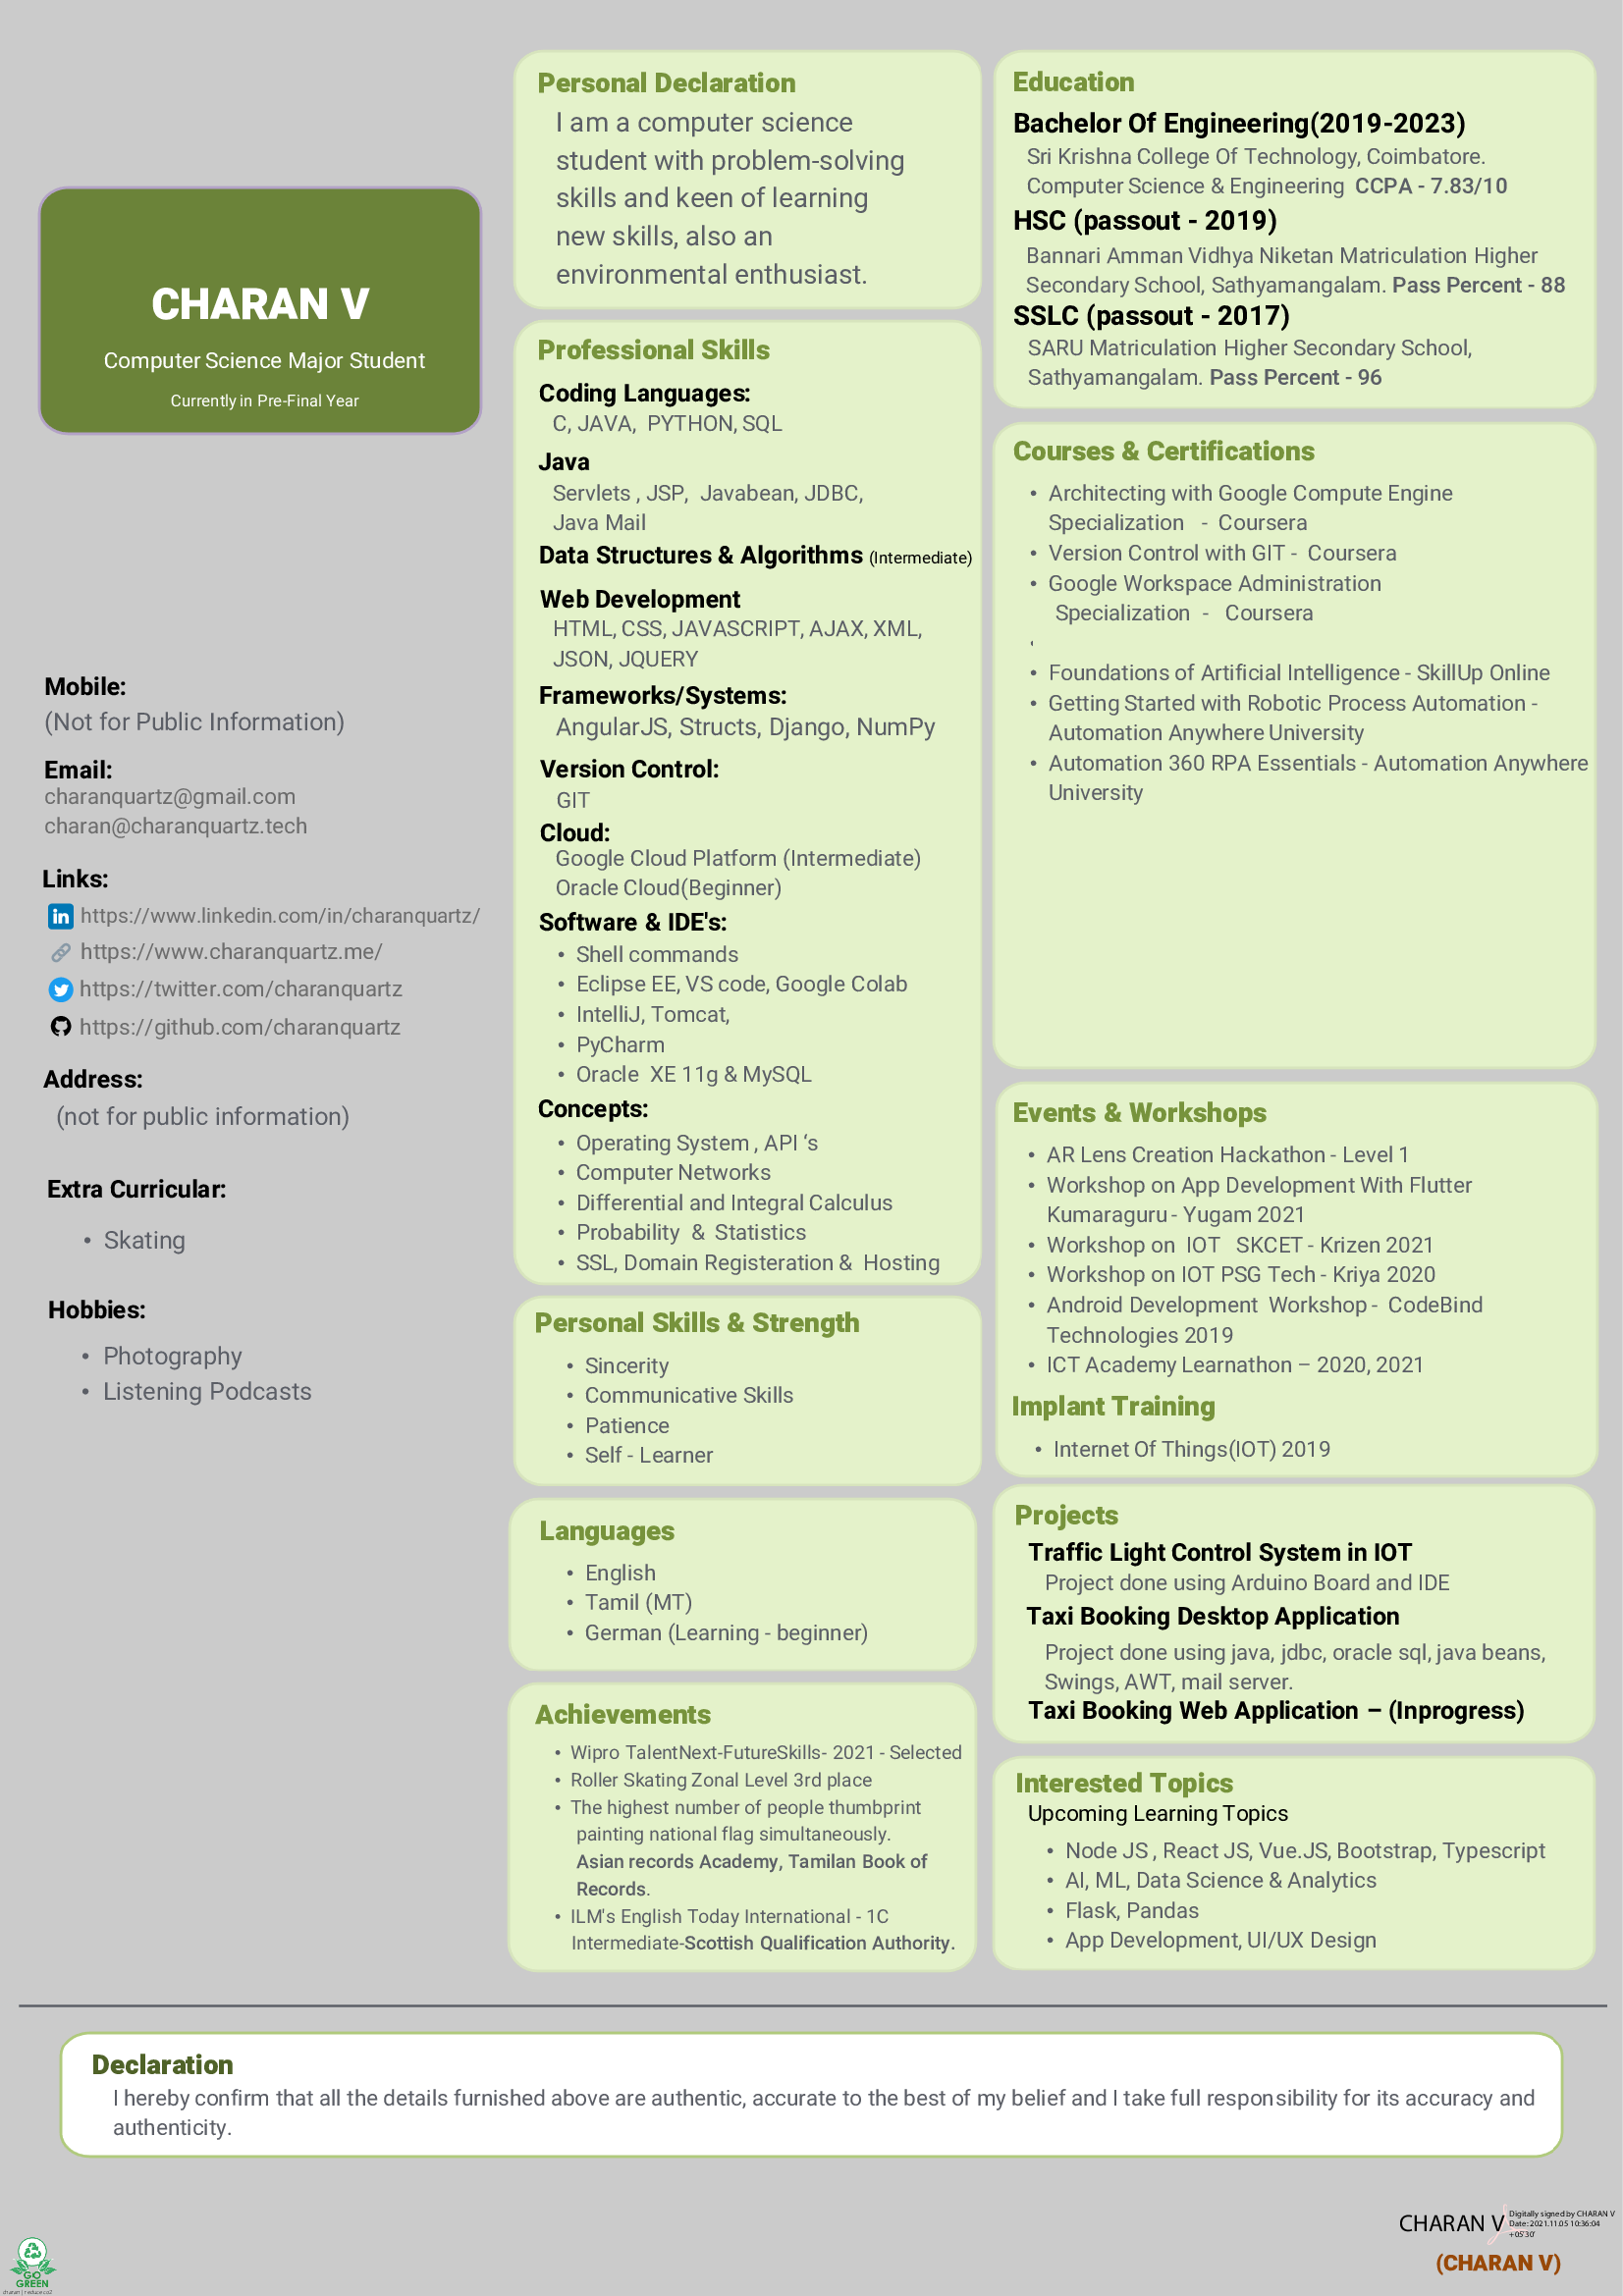 CHARAN V
Computer Science Major Student
Currently in Pre-Final Year
Mobile:
(Not for Public Information)
Email:
charanquartz@gmail.com
charan@charanquartz.tech
Links:
https://www.linkedin.com/in/charanquartz/
https://www.charanquartz.me/
https://twitter.com/charanquartz
https://github.com/charanquartz
Address:
(not for public information)
Extra Curricular:
• Skating
Hobbies:
• Photography
• Listening Podcasts
Personal Declaration
I am a computer science
student with problem-solving
skills and keen of learning
new skills, also an
environmental enthusiast.
Professional Skills
Coding Languages:
C, JAVA, PYTHON, SQL
Java
Servlets , JSP, Javabean, JDBC,
Java Mail
Data Structures & Algorithms (Intermediate)
Web Development
HTML, CSS, JAVASCRIPT, AJAX, XML,
JSON, JQUERY
Frameworks/Systems:
AngularJS, Structs, Django, NumPy
Version Control:
GIT
Cloud:
Google Cloud Platform (Intermediate)
Oracle Cloud(Beginner)
Software & IDE's:
• Shell commands
• Eclipse EE, VS code, Google Colab
• IntelliJ, Tomcat,
• PyCharm
• Oracle XE 11g & MySQL
Concepts:
• Operating System , API ‘s
• Computer Networks
• Differential and Integral Calculus
• Probability & Statistics
• SSL, Domain Registeration & Hosting
Personal Skills & Strength
• Sincerity
• Communicative Skills
• Patience
• Self - Learner
Languages
• English
• Tamil (MT)
• German (Learning - beginner)
Achievements
• Wipro TalentNext-FutureSkills- 2021 - Selected
• Roller Skating Zonal Level 3rd place
• The highest number of people thumbprint
painting national flag simultaneously.
Asian records Academy, Tamilan Book of
Records.
• ILM's English Today International - 1C
Intermediate-Scottish Qualification Authority.
Education
Bachelor Of Engineering(2019-2023)
Sri Krishna College Of Technology, Coimbatore.
Computer Science & Engineering CCPA - 7.83/10
HSC (passout - 2019)
Bannari Amman Vidhya Niketan Matriculation Higher
Secondary School, Sathyamangalam. Pass Percent - 88
SSLC (passout - 2017)
SARU Matriculation Higher Secondary School,
Sathyamangalam. Pass Percent - 96
Courses & Certifications
• Architecting with Google Compute Engine
Specialization - Coursera
• Version Control with GIT - Coursera
• Google Workspace Administration
Specialization - Coursera
•
• Foundations of Artificial Intelligence - SkillUp Online
• Getting Started with Robotic Process Automation -
Automation Anywhere University
• Automation 360 RPA Essentials - Automation Anywhere
University
Events & Workshops
• AR Lens Creation Hackathon - Level 1
• Workshop on App Development With Flutter
Kumaraguru - Yugam 2021
• Workshop on IOT SKCET - Krizen 2021
• Workshop on IOT PSG Tech - Kriya 2020
• Android Development Workshop - CodeBind
Technologies 2019
• ICT Academy Learnathon – 2020, 2021
Implant Training
• Internet Of Things(IOT) 2019
Projects
Traffic Light Control System in IOT
Project done using Arduino Board and IDE
Taxi Booking Desktop Application
Project done using java, jdbc, oracle sql, java beans,
Swings, AWT, mail server.
Taxi Booking Web Application – (Inprogress)
Interested Topics
Upcoming Learning Topics
• Node JS , React JS, Vue.JS, Bootstrap, Typescript
• AI, ML, Data Science & Analytics
• Flask, Pandas
• App Development, UI/UX Design
Declaration
I hereby confirm that all the details furnished above are authentic, accurate to the best of my belief and I take full responsibility for its accuracy and
authenticity.
CHARAN V
Digitally signed by CHARAN V
Date: 2021.11.05 10:36:04
+05'30'
(CHARAN V)
GO
GREEN
charan | reduce co2